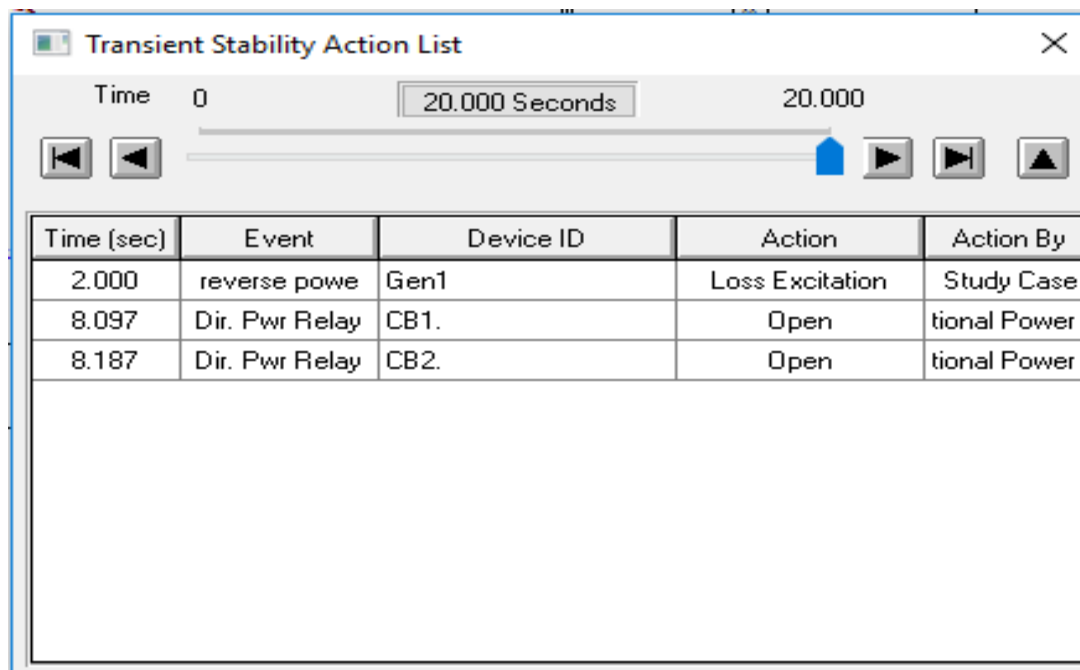 Transient Stability Action List
Time 0 20.000 Seconds 20.000
Time (sec) Event Device ID Action Action By
2.000 reverse powe Gen1 Loss Excitation Study Case
8.097 Dir. Pwr Relay CB1. Open tional Power
8.187 Dir. Pwr Relay CB2. Open tional Power